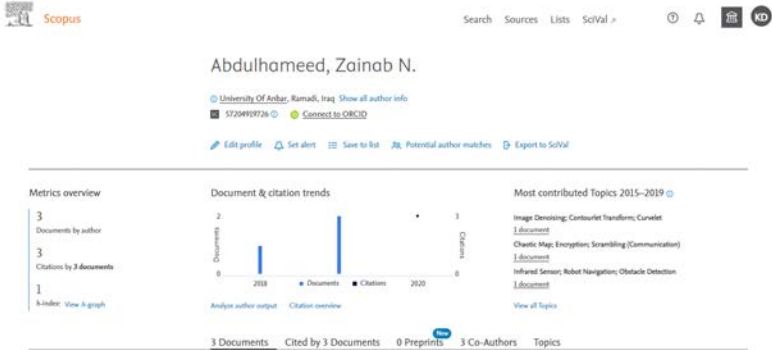 Scopus
Search Sources Lists SciVal ↗
KD
Abdulhameed, Zainab N.
University Of Anbar, Ramadi, Iraq Show all author info
57204919726 Connect to ORCID
Edit profile Set alert Save to list Potential author matches Export to SciVal
Metrics overview
3
Documents by author
3
Citations by 3 documents
1
h-index: View h-graph
Document & citation trends
2
0
Documents
3
0
Citations
2018
Documents
Citations
2020
Analyze author output Citation overview
Most contributed Topics 2015–2019
Image Denoising; Contourlet Transform; Curvelet
1 document
Chaotic Map; Encryption; Scrambling (Communication)
1 document
Infrared Sensor; Robot Navigation; Obstacle Detection
1 document
View all Topics
New
3 Documents Cited by 3 Documents 0 Preprints 3 Co-Authors Topics